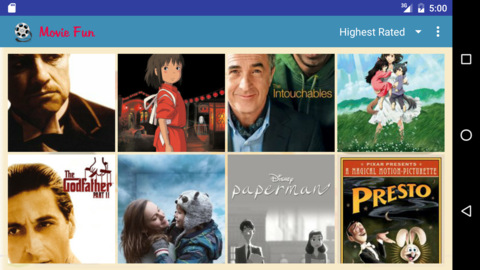 3G 5:00
Movie Fun
Highest Rated
Intouchables
The
Godfather
PART II
Disney
paperman
PIXAR PRESENTS
A MAGICAL MOTION-PICTURETTE
PRESTO